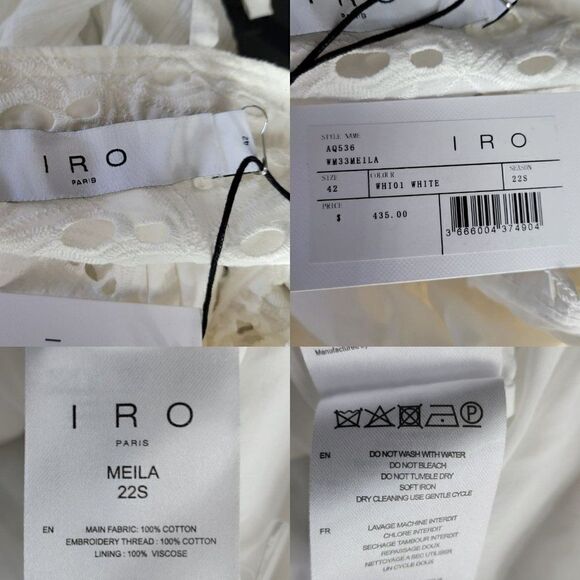 IRO
PARIS
42
STYLE NAME
AQ536
WM33MEILA
IRO
SIZE
42
COLOUR
WHI01 WHITE
SEASON
22S
PRICE
$ 435.00
3 666004 374904
IRO
PARIS
MEILA
22S
EN
MAIN FABRIC: 100% COTTON
EMBROIDERY THREAD: 100% COTTON
LINING: 100% VISCOSE
Manufactured by
P
EN
DO NOT WASH WITH WATER
DO NOT BLEACH
DO NOT TUMBLE DRY
SOFT IRON
DRY CLEANING USE GENTLE CYCLE
FR
LAVAGE MACHINE INTERDIT
CHLORE INTERDIT
SECHAGE TAMBOUR INTERDIT
REPASSAGE DOUX
NETTOYAGE A SEC UTILISER
UN CYCLE DOUX